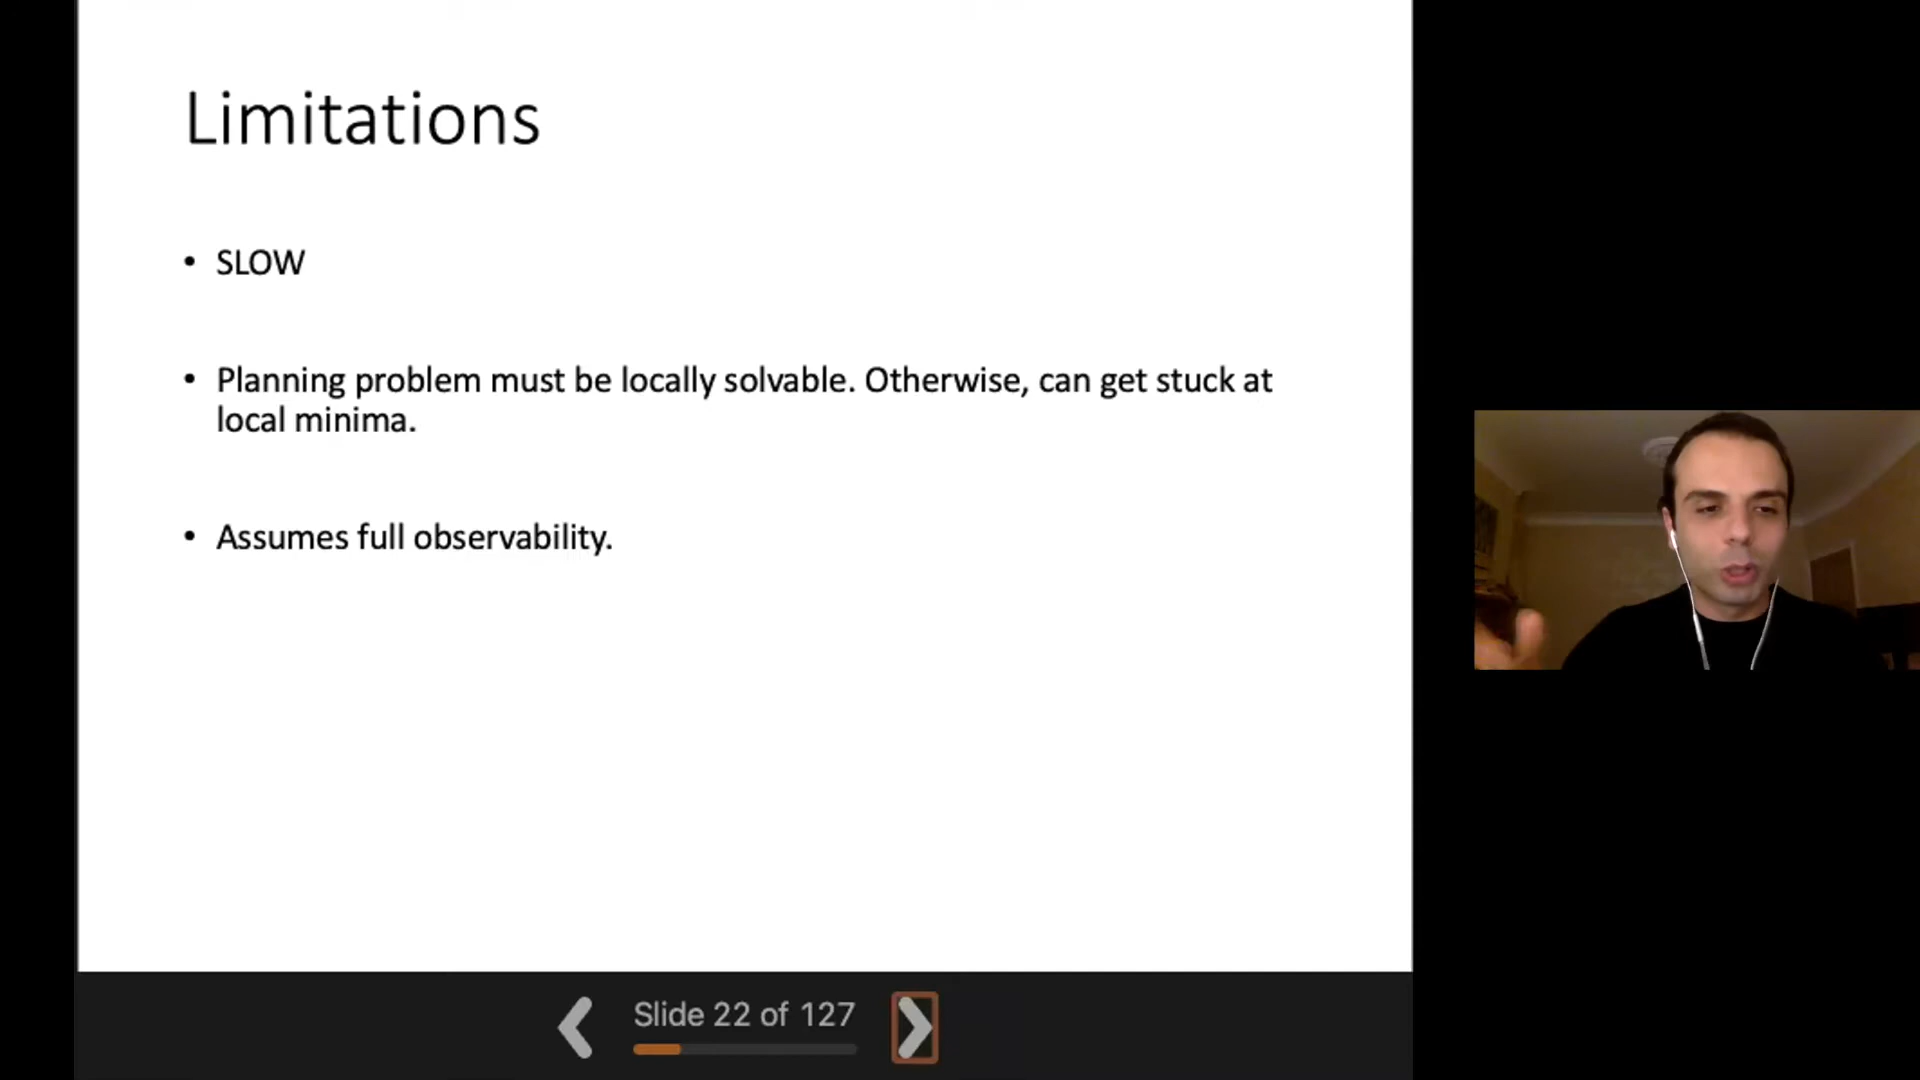 Limitations
• SLOW
• Planning problem must be locally solvable. Otherwise, can get stuck at
local minima.
• Assumes full observability.
Slide 22 of 127